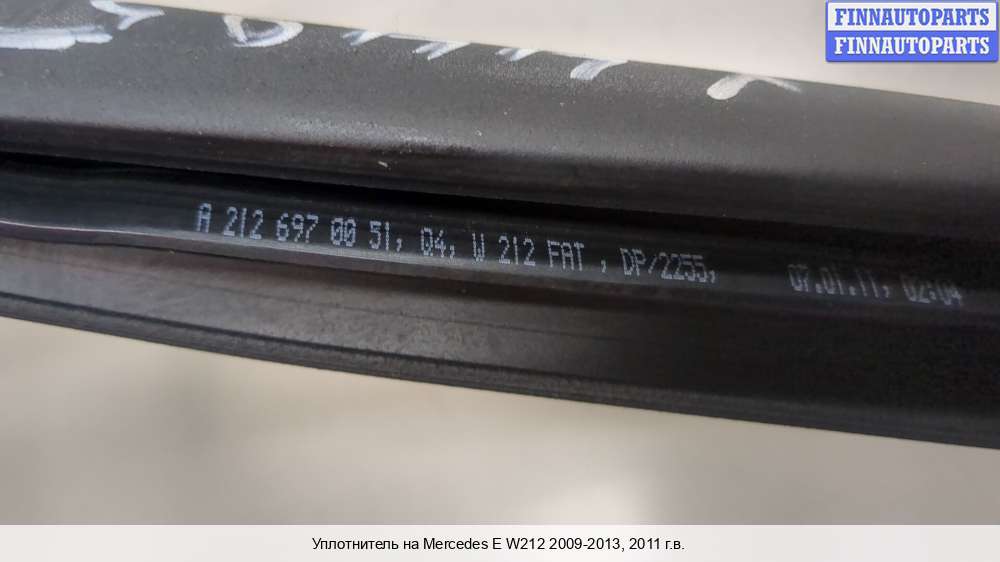 FINNAUTOPARTS
FINNAUTOPARTS
A 212 697 00 51, Q4, W 212 FAT , DP/2255, 07.01.11, 02:04
Уплотнитель на Mercedes E W212 2009-2013, 2011 г.в.